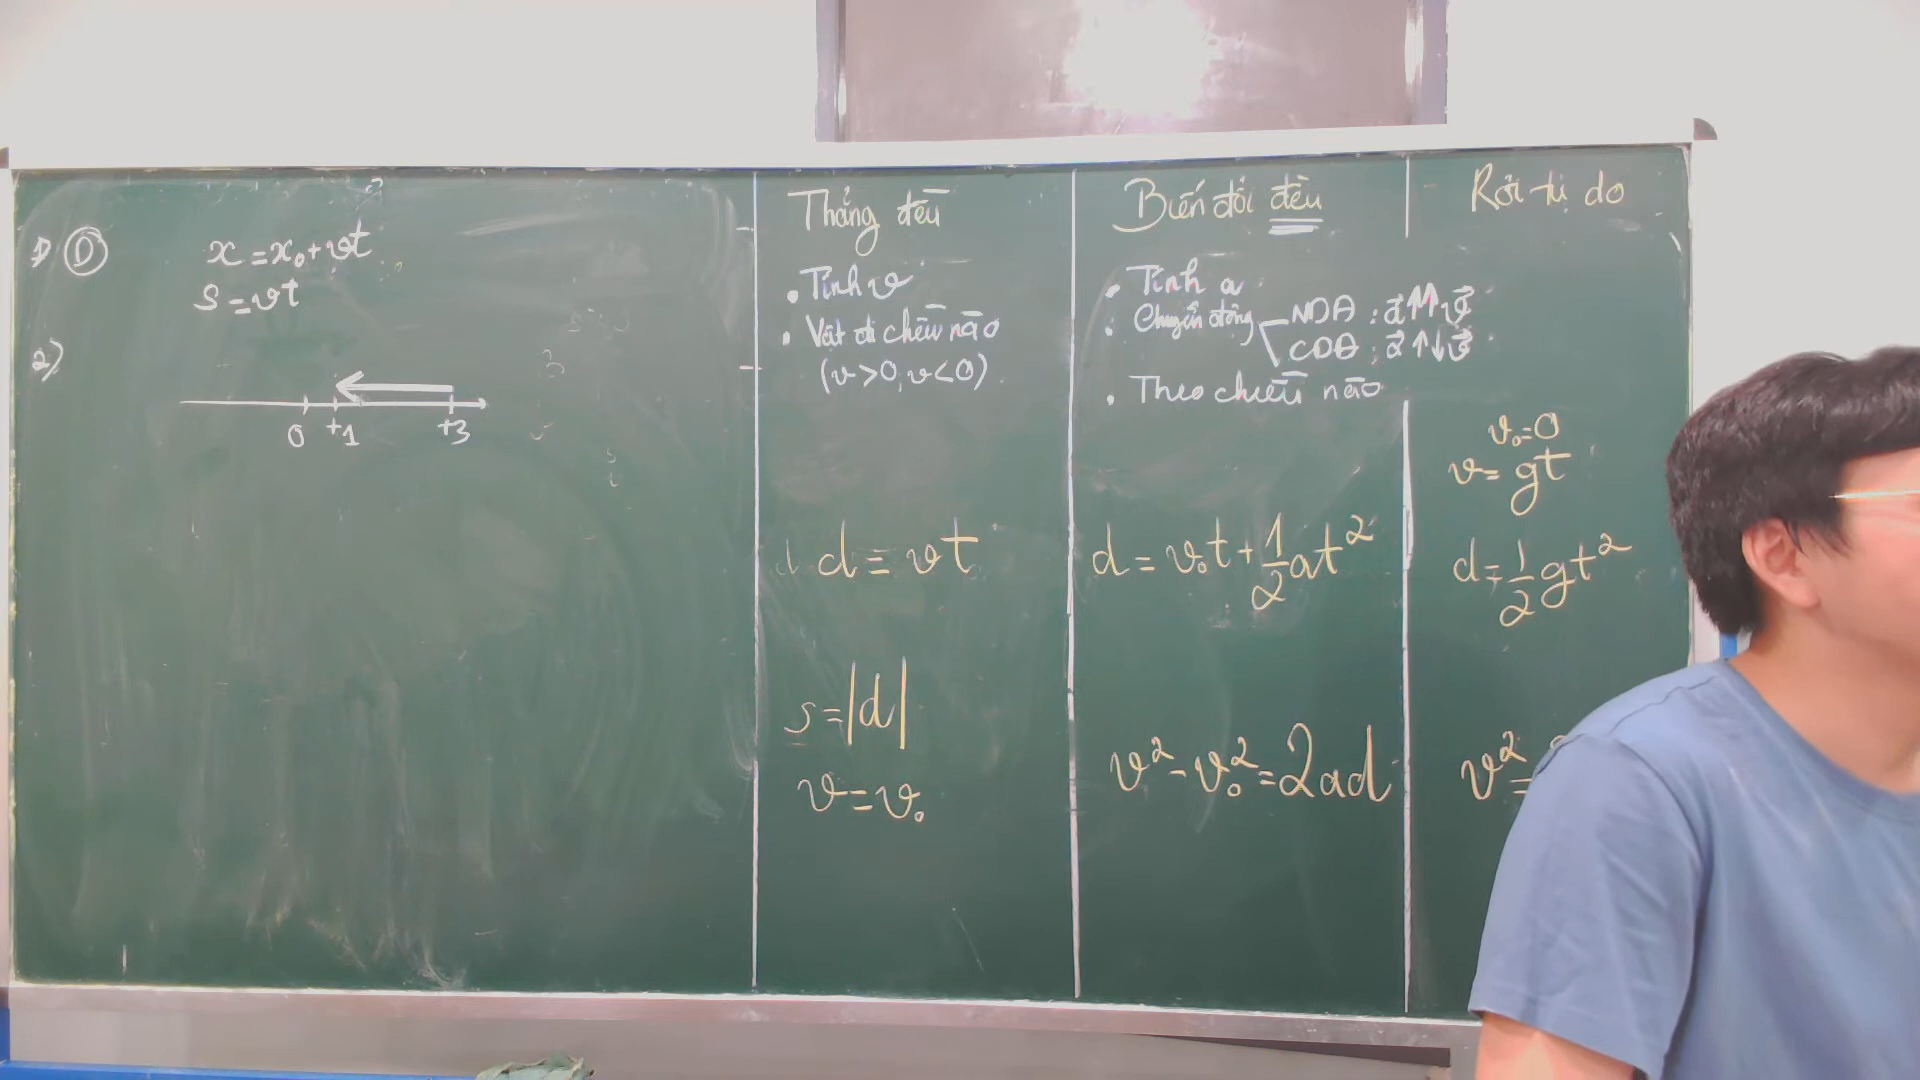 1) Ⓓ x = x₀ + vt
s = vt
2)
0 +1 +3
Thẳng đều
• Tính v
• Vật đi chiều nào
(v > 0, v < 0)
d = vt
s = |d|
v = v₀
Biến đổi đều
• Tính a
• Chuyển động
NDĐ : a⃗ ↑↑ v⃗
CDĐ : a⃗ ↑↓ v⃗
• Theo chiều nào
d = v₀t + 1/2 at²
v² - v₀² = 2ad
Rơi tự do
v₀ = 0
v = gt
d = 1/2 gt²
v² =